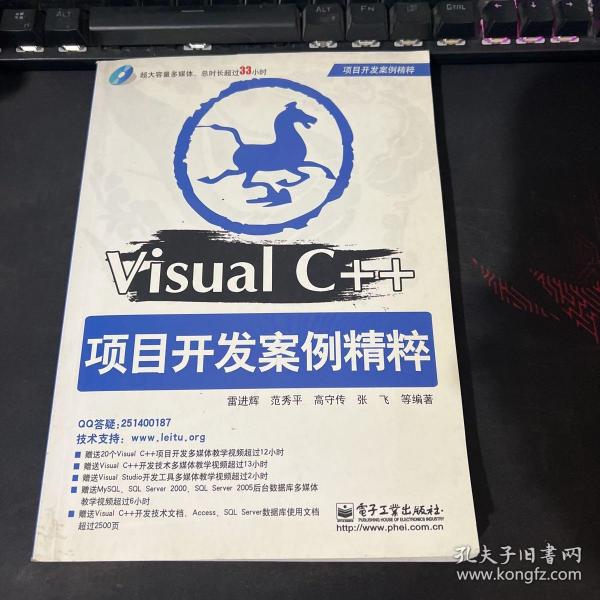 超大容量多媒体，总时长超过33小时
项目开发案例精粹
Visual C++
项目开发案例精粹
雷进辉 范秀平 高守传 张 飞 等编著
QQ答疑：251400187
技术支持：www.leitu.org
■ 赠送20个Visual C++项目开发多媒体教学视频超过12小时
■ 赠送Visual C++开发技术多媒体教学视频超过13小时
■ 赠送Visual Studio开发工具多媒体教学视频超过2小时
■ 赠送MySQL、SQL Server 2000、SQL Server 2005后台数据库多媒体
教学视频超过6小时
■ 赠送Visual C++开发技术文档、Access、SQL Server数据库使用文档
超过2500页
电子工业出版社.
PUBLISHING HOUSE OF ELECTRONICS INDUSTRY
http://www.phei.com.cn
孔夫子旧书网
www.kongfz.com